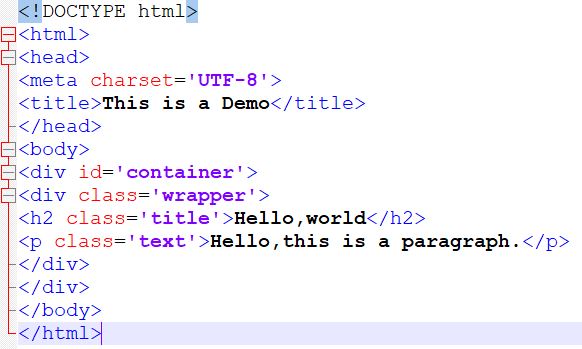 <!DOCTYPE html>
<html>
<head>
<meta charset='UTF-8'>
<title>This is a Demo</title>
</head>
<body>
<div id='container'>
<div class='wrapper'>
<h2 class='title'>Hello,world</h2>
<p class='text'>Hello,this is a paragraph.</p>
</div>
</div>
</body>
</html>